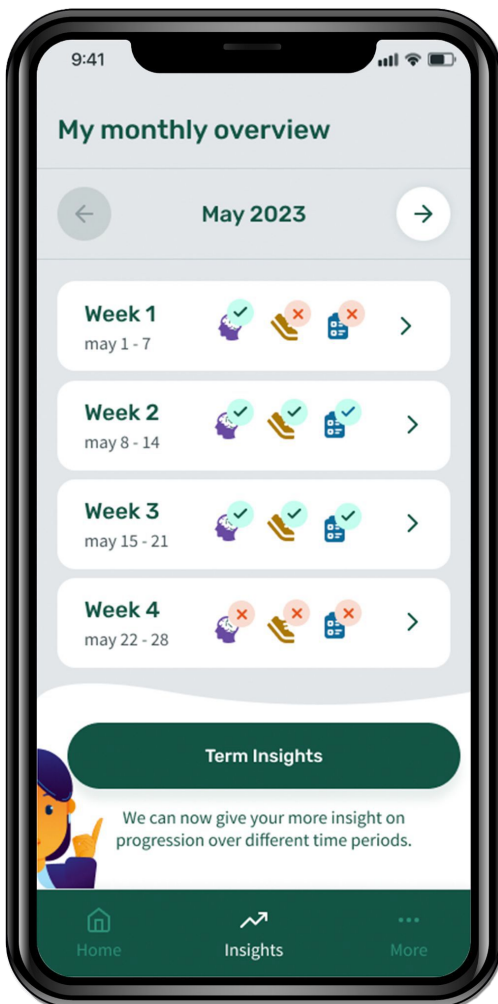 9:41
My monthly overview
May 2023
Week 1
may 1 - 7
Week 2
may 8 - 14
Week 3
may 15 - 21
Week 4
may 22 - 28
Term Insights
We can now give your more insight on
progression over different time periods.
Home
Insights
More